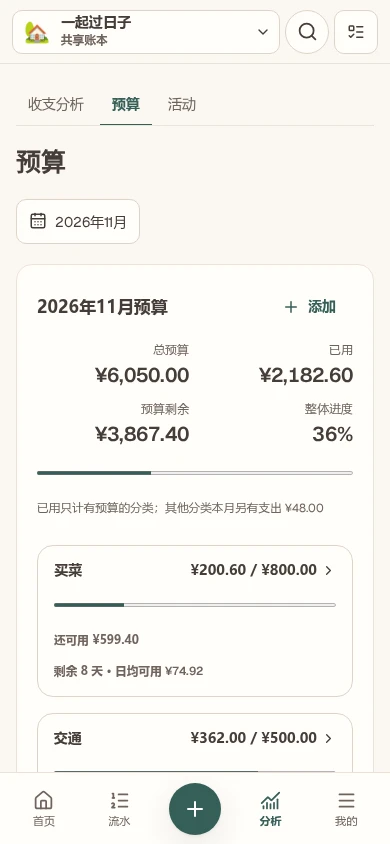 一起过日子
共享账本
收支分析 预算 活动
预算
2026年11月
2026年11月预算 添加
总预算 已用
¥6,050.00 ¥2,182.60
预算剩余 整体进度
¥3,867.40 36%
已用只计有预算的分类；其他分类本月另有支出 ¥48.00
买菜 ¥200.60 / ¥800.00
还可用 ¥599.40
剩余 8 天 • 日均可用 ¥74.92
交通 ¥362.00 / ¥500.00
首页 流水 分析 我的